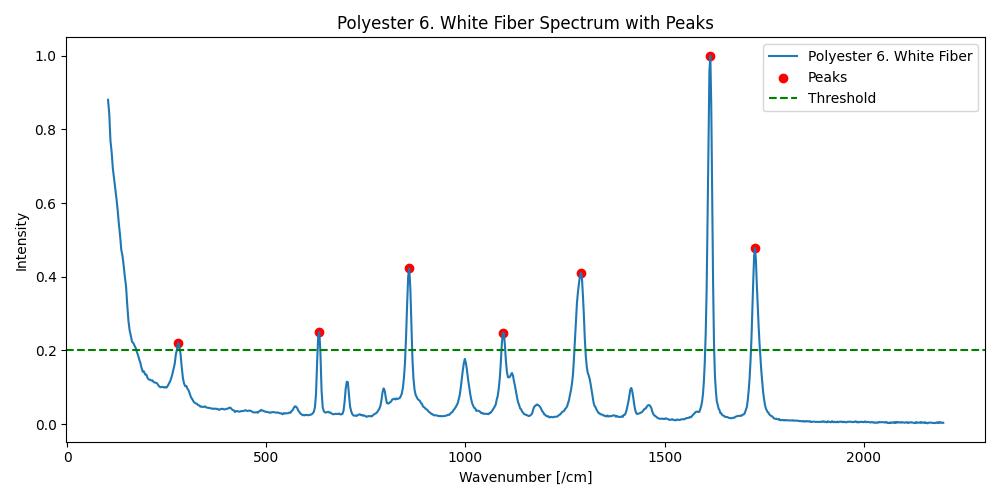 Polyester 6. White Fiber Spectrum with Peaks
Polyester 6. White Fiber
Peaks
Threshold
Intensity
1.0
0.8
0.6
0.4
0.2
0.0
0 500 1000 1500 2000
Wavenumber [/cm]